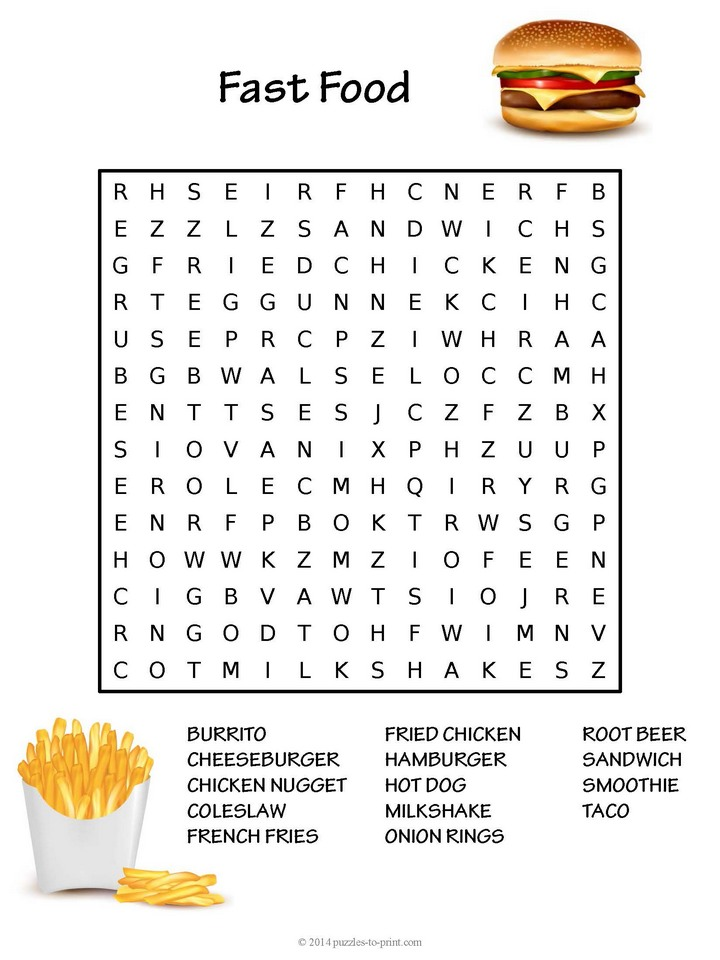 Fast Food
R H S E I R F H C N E R F B
E Z Z L Z S A N D W I C H S
G F R I E D C H I C K E N G
R T E G G U N N E K C I H C
U S E P R C P Z I W H R A A
B G B W A L S E L O C C M H
E N T T S E S J C Z F Z B X
S I O V A N I X P H Z U U P
E R O L E C M H Q I R Y R G
E N R F P B O K T R W S G P
H O W W K Z M Z I O F E E N
C I G B V A W T S I O J R E
R N G O D T O H F W I M N V
C O T M I L K S H A K E S Z
BURRITO FRIED CHICKEN ROOT BEER
CHEESEBURGER HAMBURGER SANDWICH
CHICKEN NUGGET HOT DOG SMOOTHIE
COLESLAW MILKSHAKE TACO
FRENCH FRIES ONION RINGS
© 2014 puzzles-to-print.com